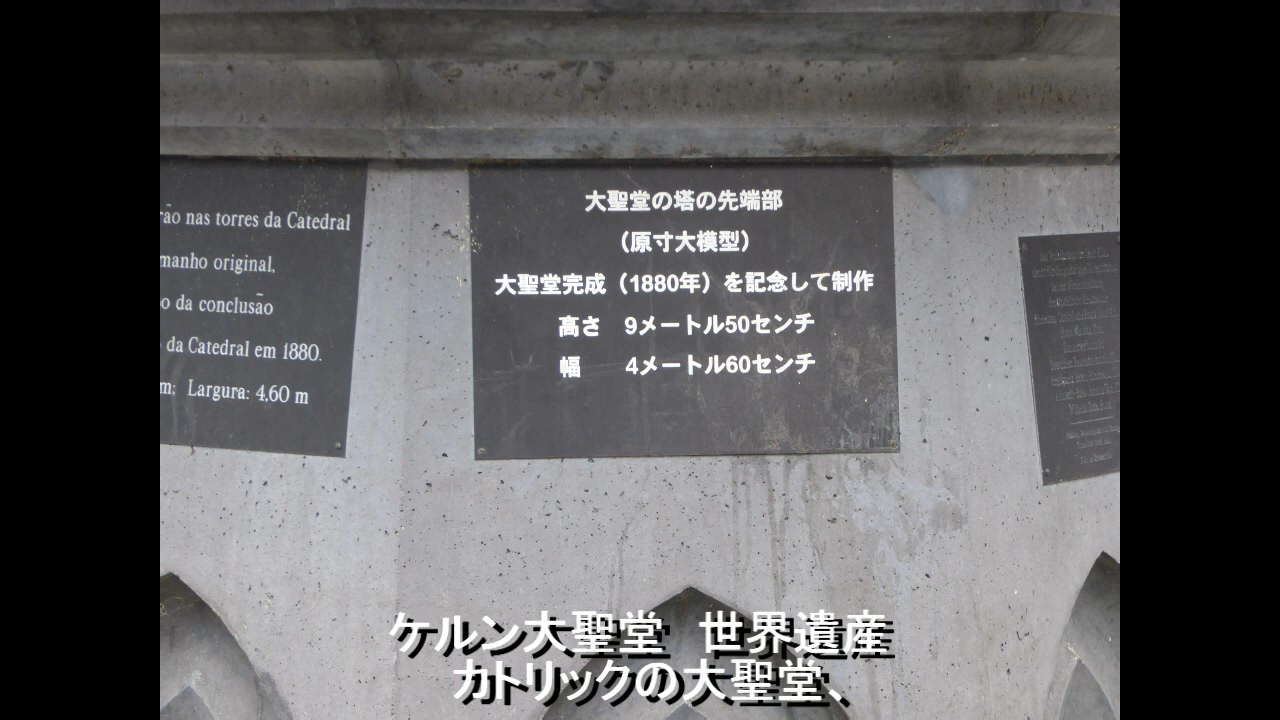 rão nas torres da Catedral
manho original,
o da conclusão
da Catedral em 1880.
m; Largura: 4,60 m
大聖堂の塔の先端部
（原寸大模型）
大聖堂完成（1880年）を記念して制作
高さ　9メートル50センチ
幅　　4メートル60センチ
ケルン大聖堂　世界遺産
カトリックの大聖堂、